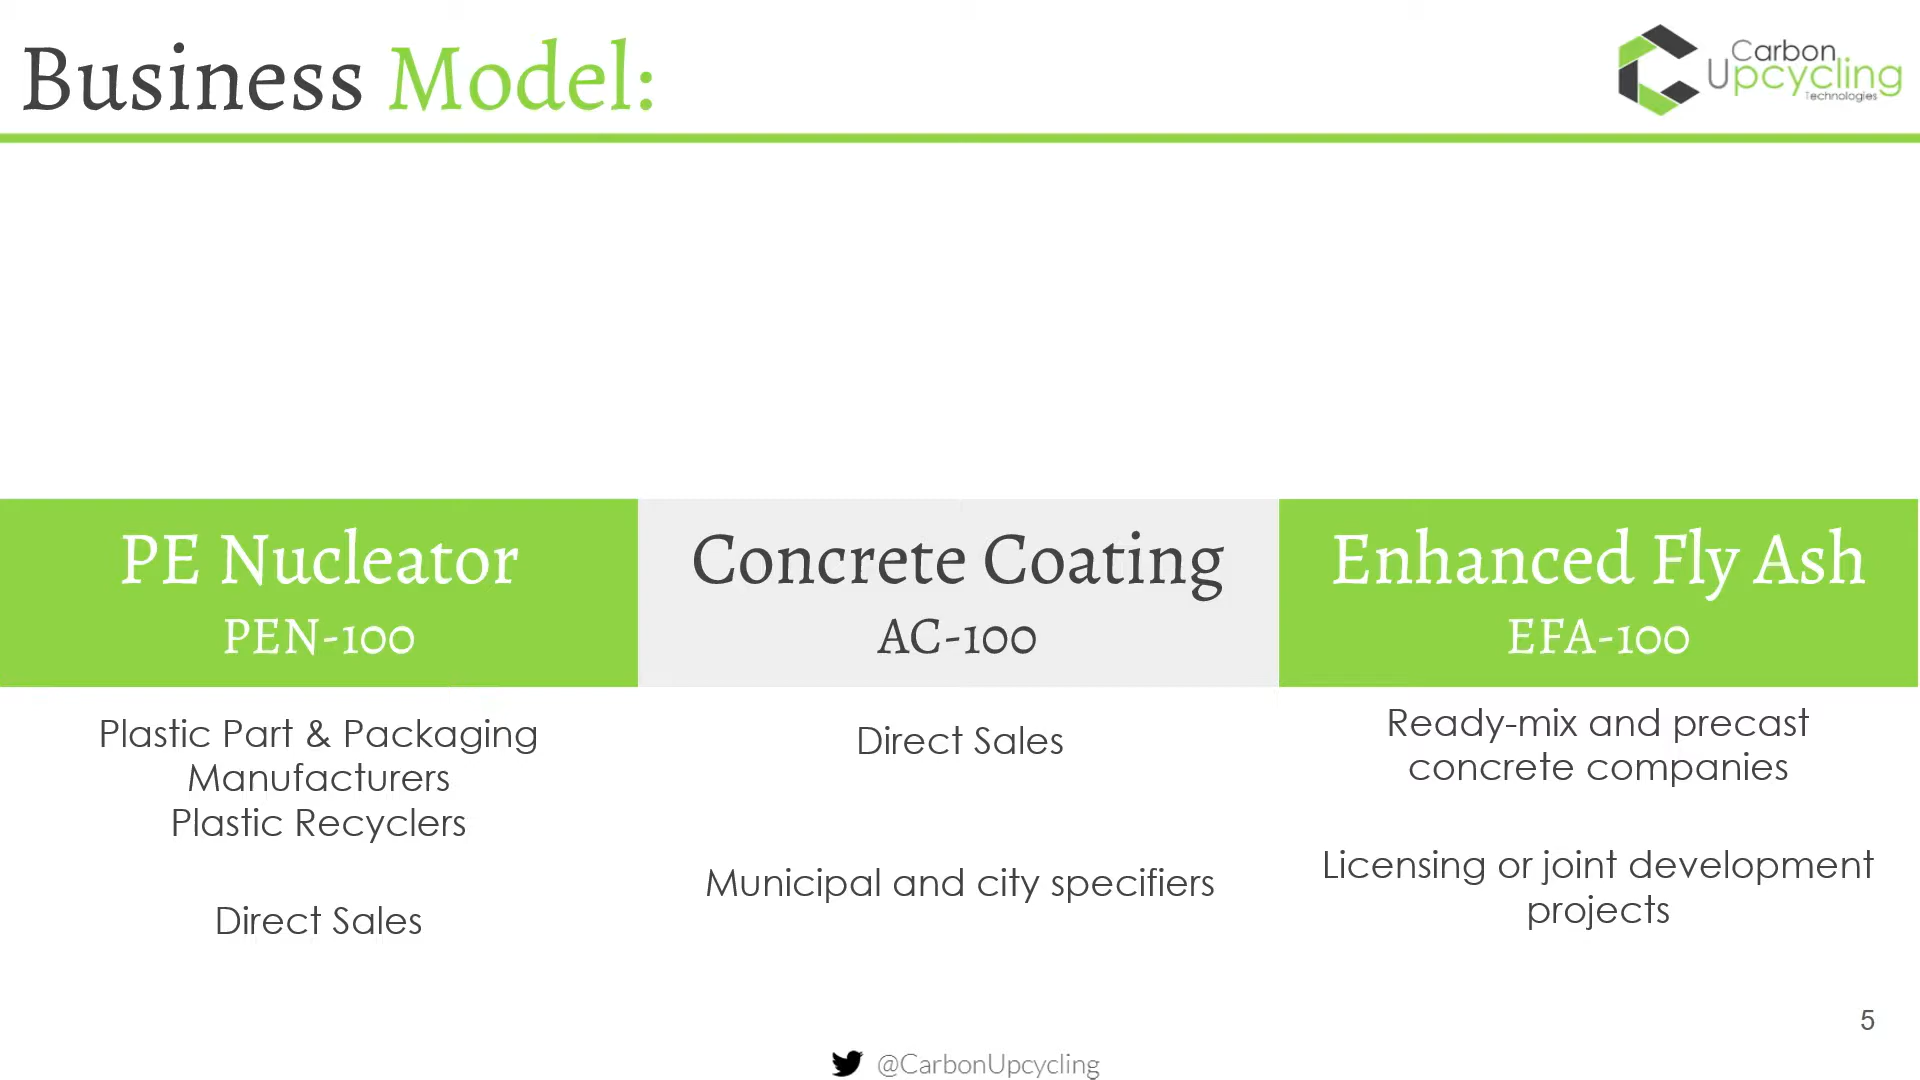 Business Model:
Carbon
Upcycling
Technologies
PE Nucleator
PEN-100
Plastic Part & Packaging
Manufacturers
Plastic Recyclers
Direct Sales
Concrete Coating
AC-100
Direct Sales
Municipal and city specifiers
Enhanced Fly Ash
EFA-100
Ready-mix and precast
concrete companies
Licensing or joint development
projects
5
@CarbonUpcycling